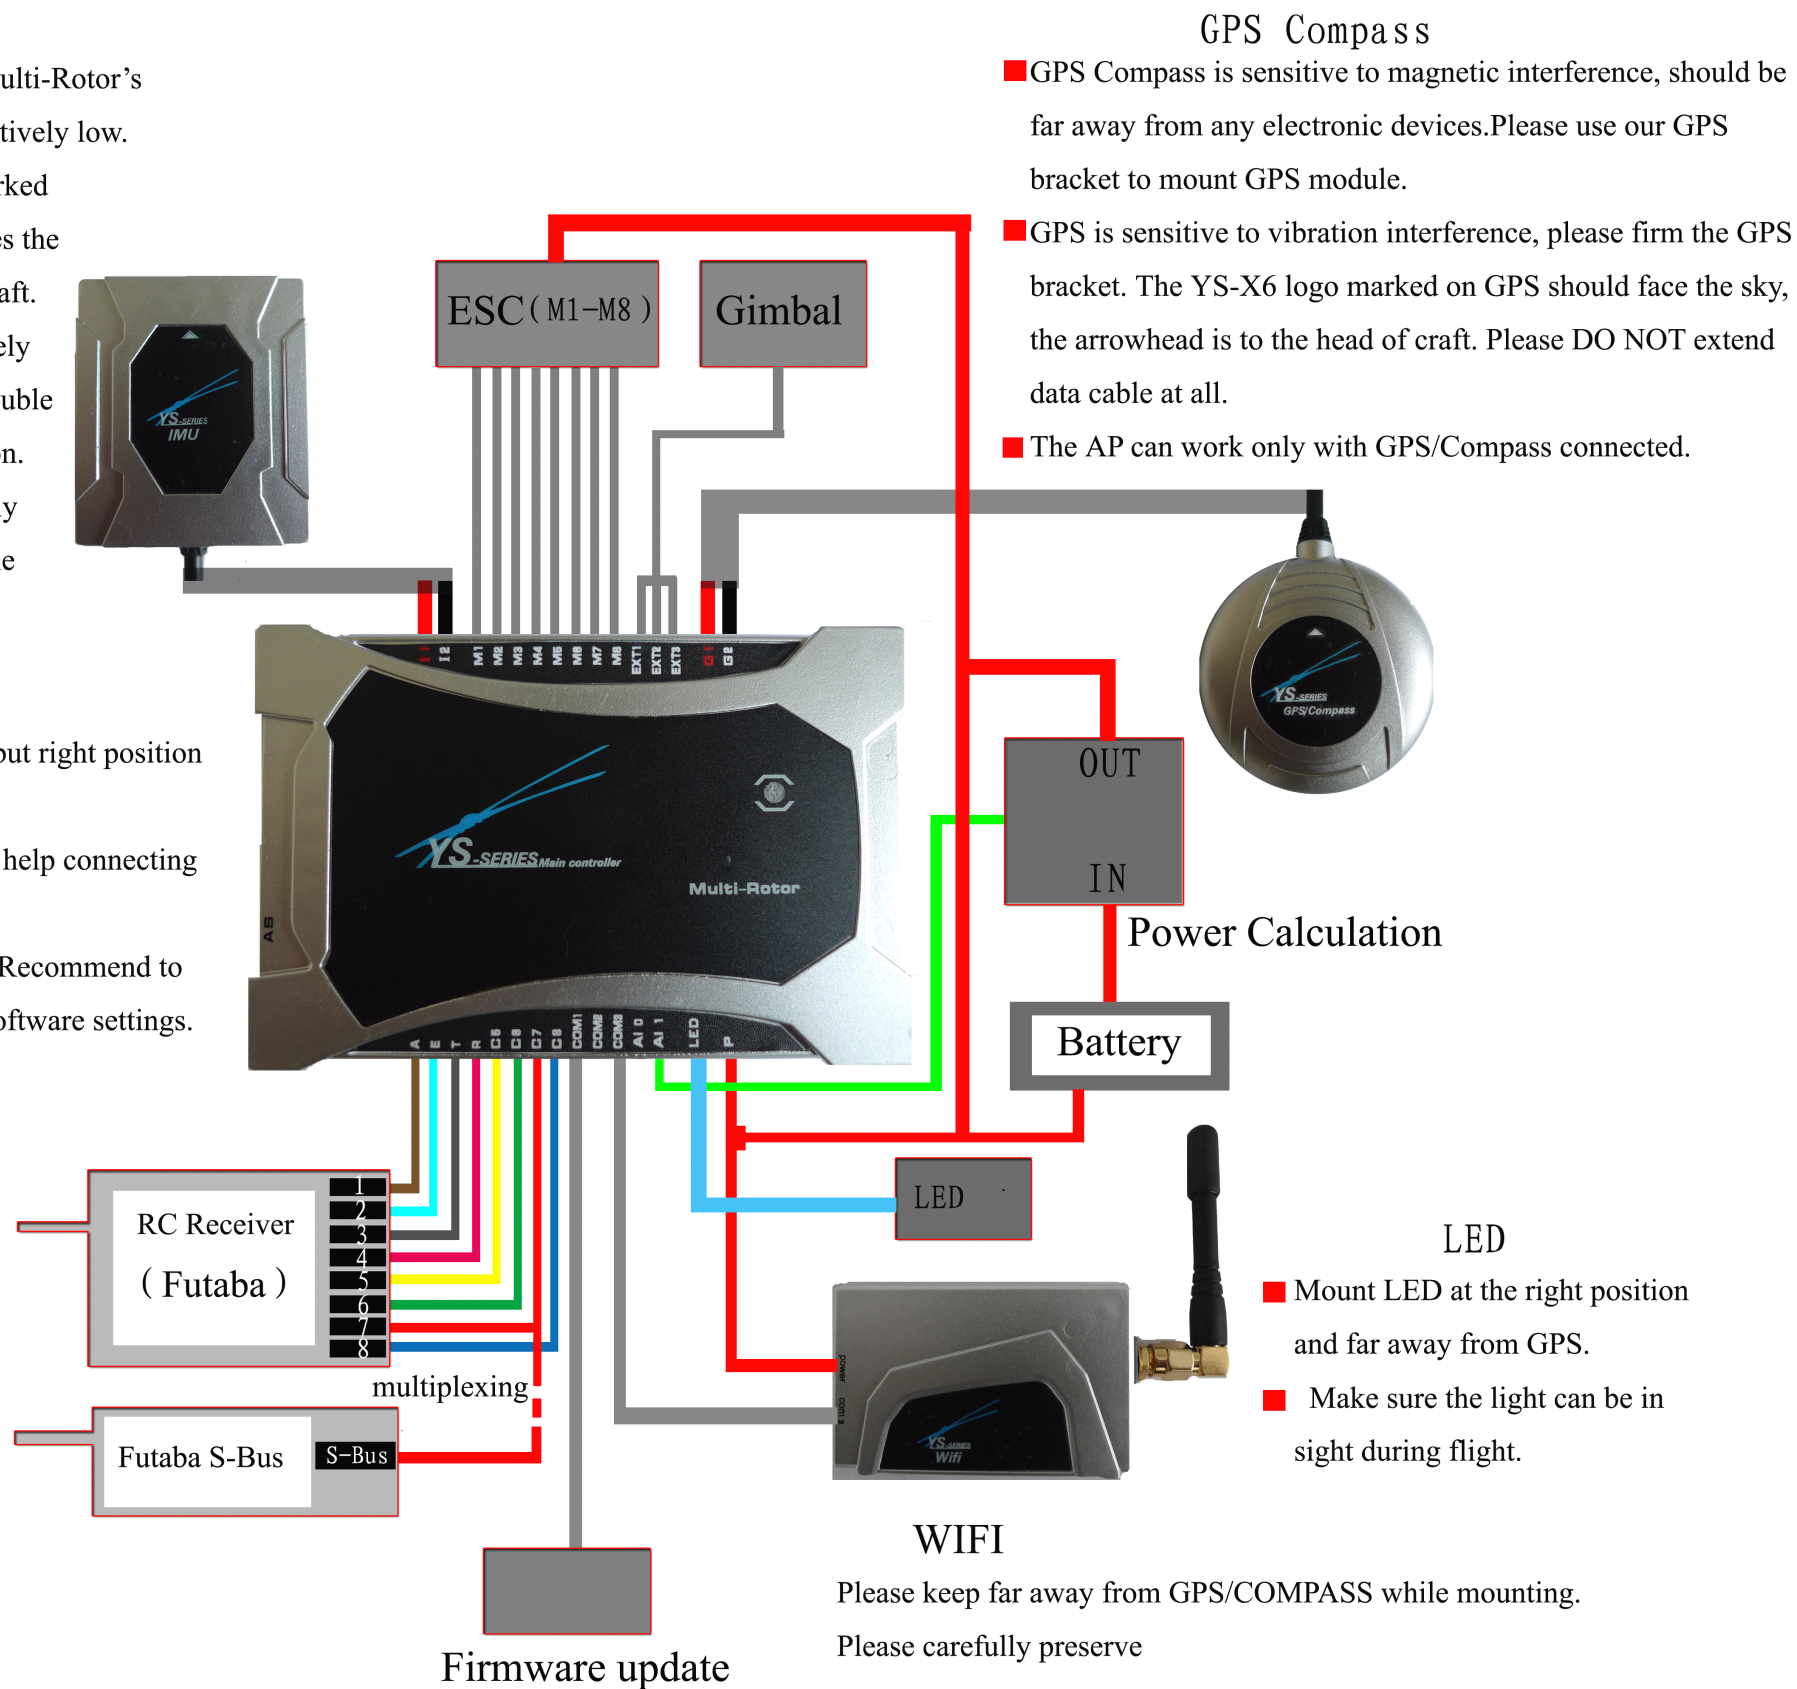 GPS Compass
GPS Compass is sensitive to magnetic interference, should be
far away from any electronic devices.Please use our GPS
bracket to mount GPS module.
GPS is sensitive to vibration interference, please firm the GPS
bracket. The YS-X6 logo marked on GPS should face the sky,
the arrowhead is to the head of craft. Please DO NOT extend
data cable at all.
The AP can work only with GPS/Compass connected.
ulti-Rotor’s
tively low.
rked
es the
aft.
ely
uble
on.
ly
le
YS-SERIES
IMU
ESC(M1-M8)
Gimbal
I1 I2 M1 M2 M3 M4 M5 M6 M7 M8 EXT1 EXT2 EXT3 G1 G2
YS-SERIES
GPS/Compass
put right position
help connecting
Recommend to
oftware settings.
YS-SERIES Main controller
Multi-Rotor
AS
OUT
IN
Power Calculation
Battery
A E T R C5 C6 C7 C8 COM1 COM2 COM3 AI 0 AI 1 LED P
RC Receiver
(Futaba)
1
2
3
4
5
6
7
8
multiplexing
Futaba S-Bus
S-Bus
LED
power
com 3
YS-SERIES
Wifi
LED
Mount LED at the right position
and far away from GPS.
Make sure the light can be in
sight during flight.
WIFI
Please keep far away from GPS/COMPASS while mounting.
Please carefully preserve
Firmware update